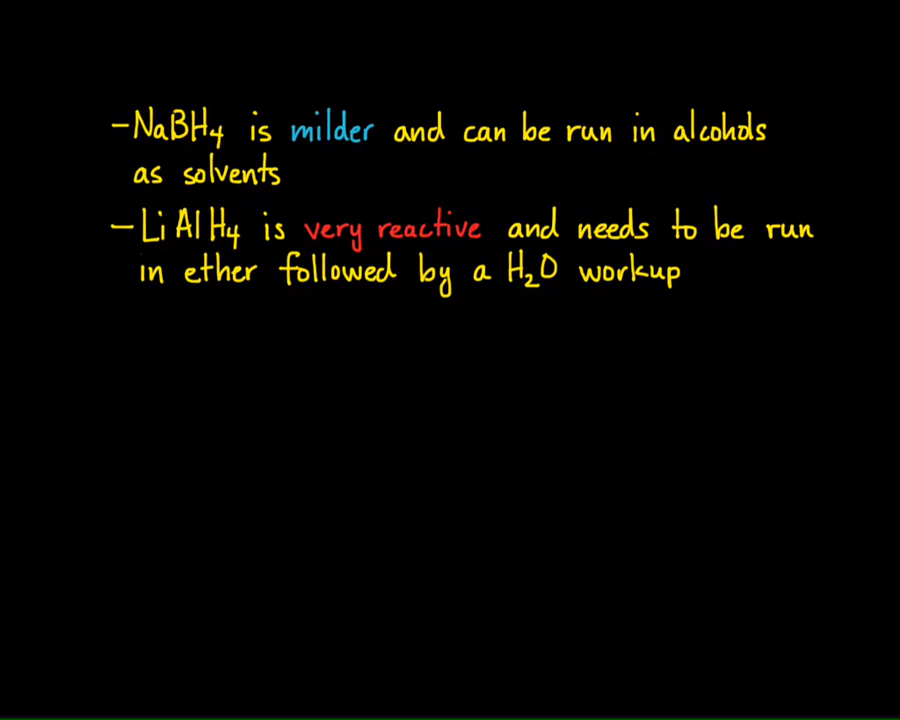 - NaBH4 is milder and can be run in alcohols
as solvents
- LiAlH4 is very reactive and needs to be run
in ether followed by a H2O workup